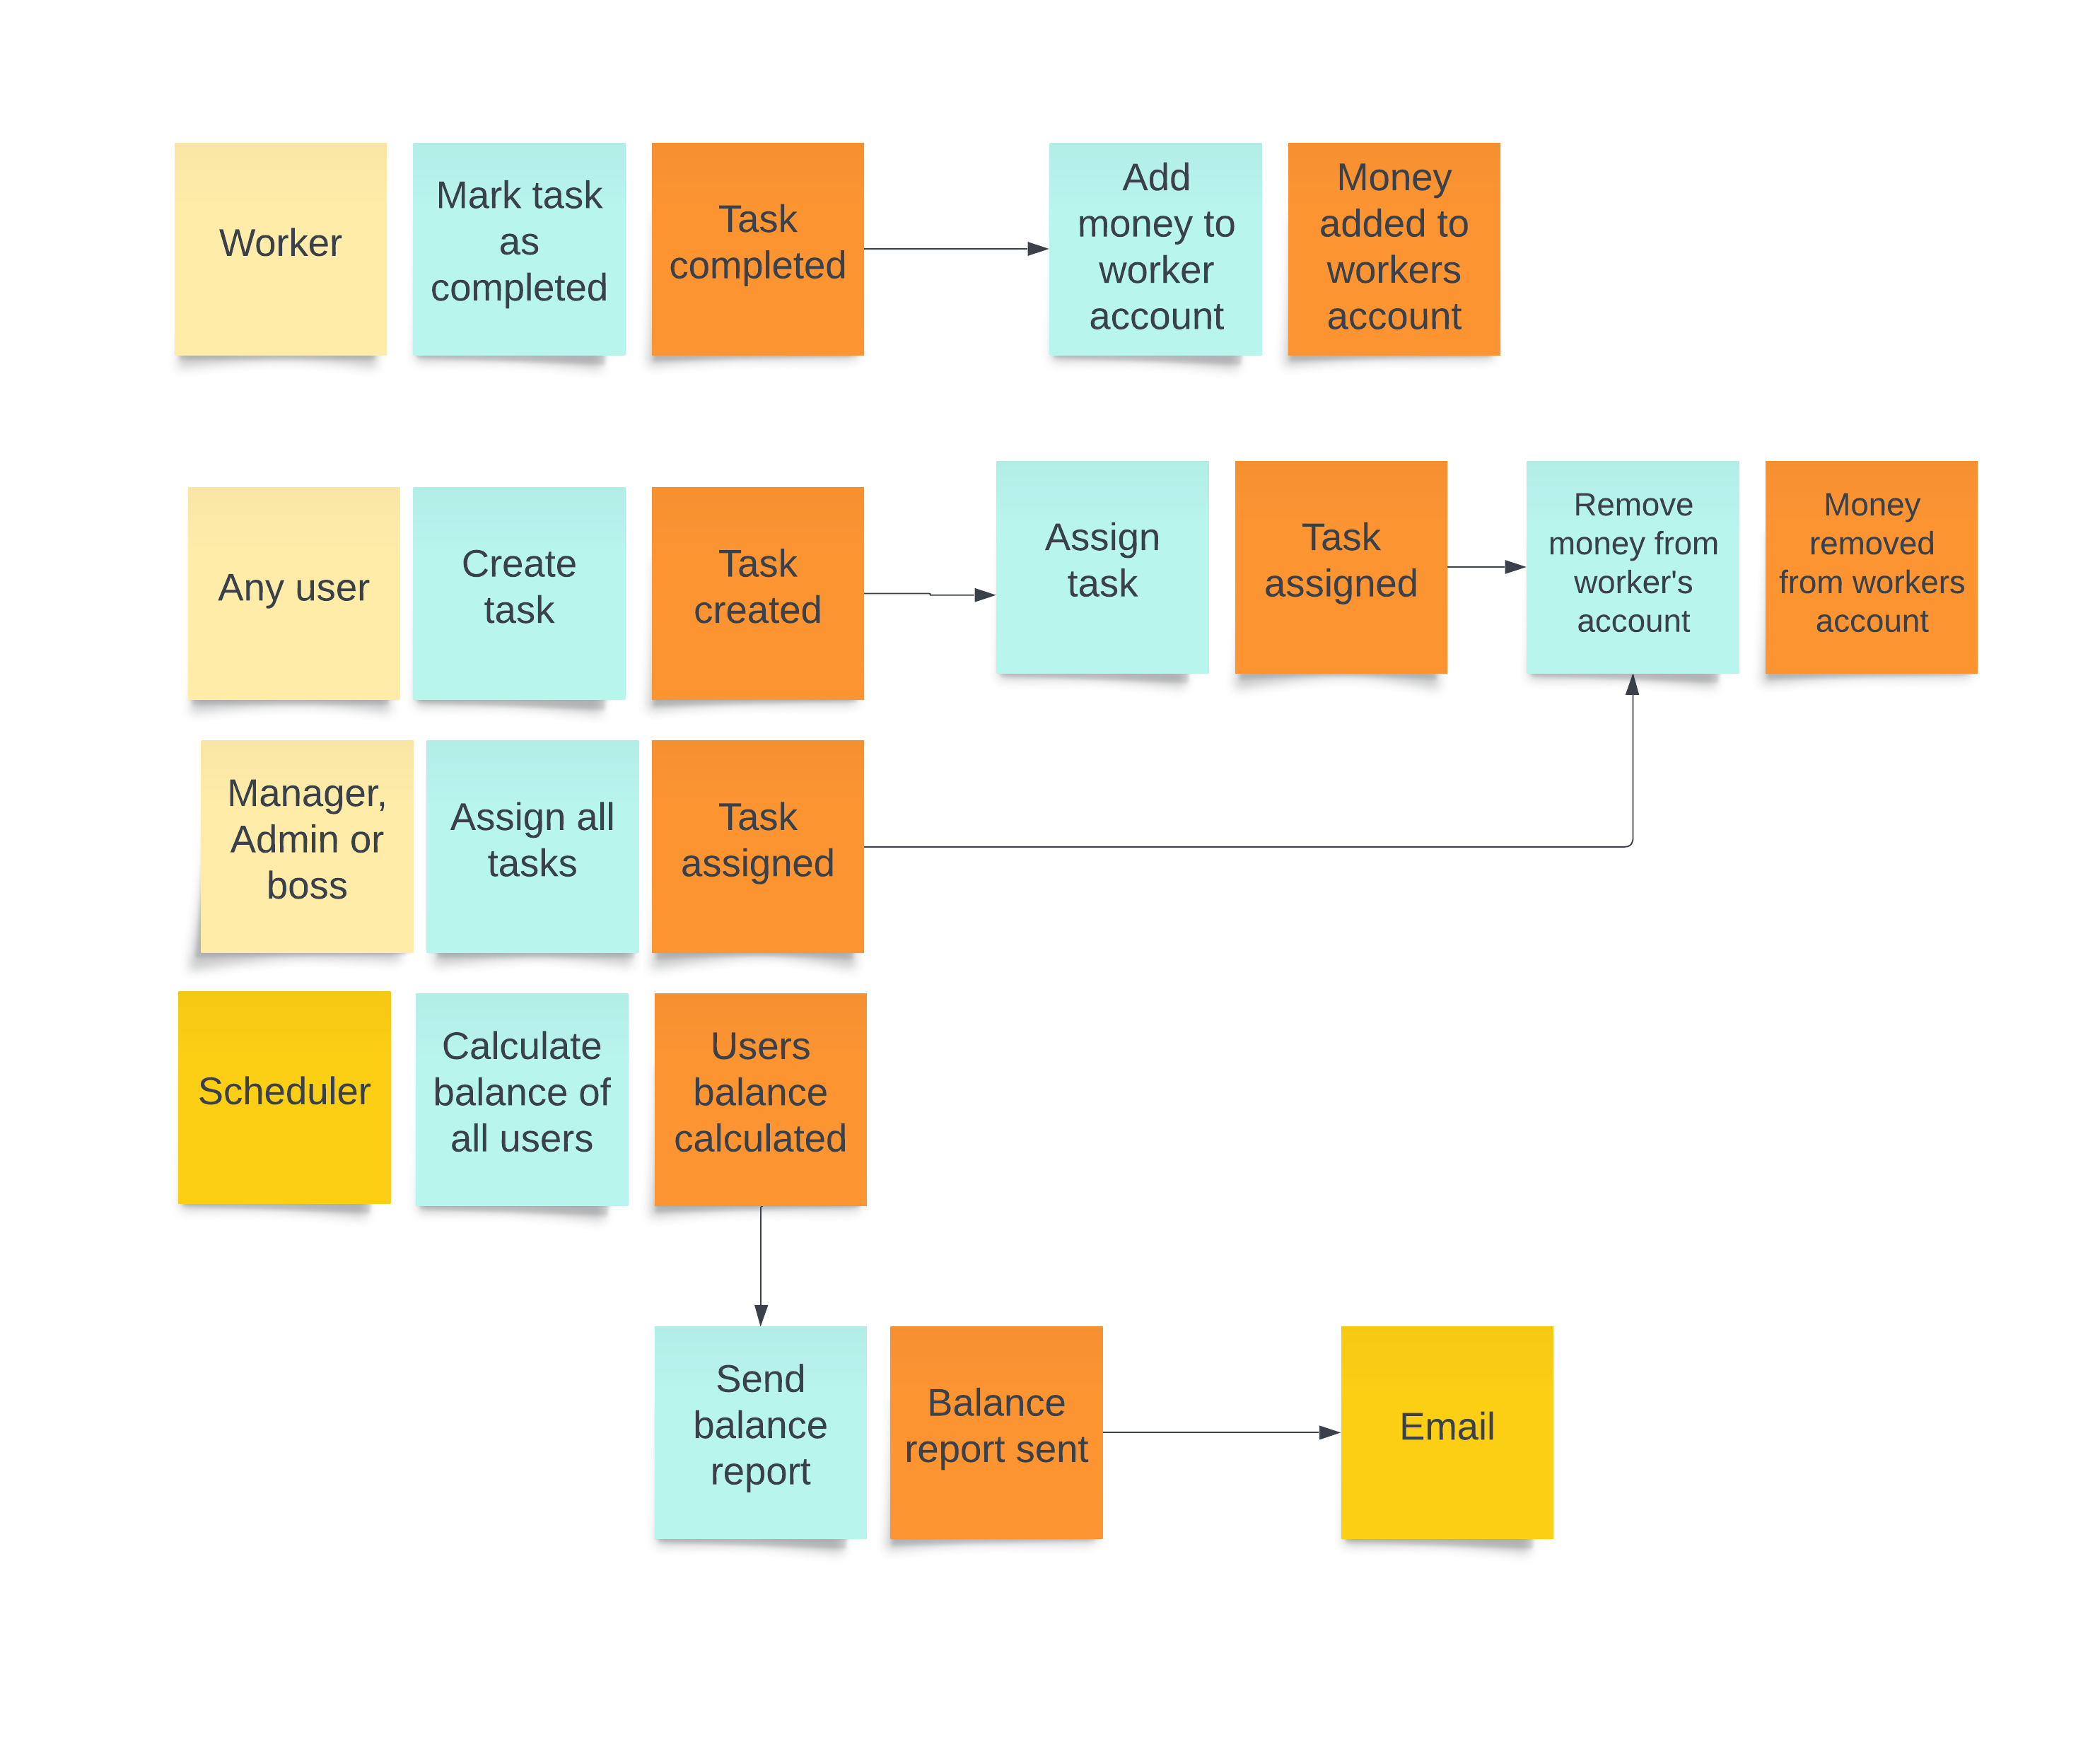 Worker
Mark task
as
completed
Task
completed
Add
money to
worker
account
Money
added to
workers
account
Any user
Create
task
Task
created
Assign
task
Task
assigned
Remove
money from
worker's
account
Money
removed
from workers
account
Manager,
Admin or
boss
Assign all
tasks
Task
assigned
Scheduler
Calculate
balance of
all users
Users
balance
calculated
Send
balance
report
Balance
report sent
Email